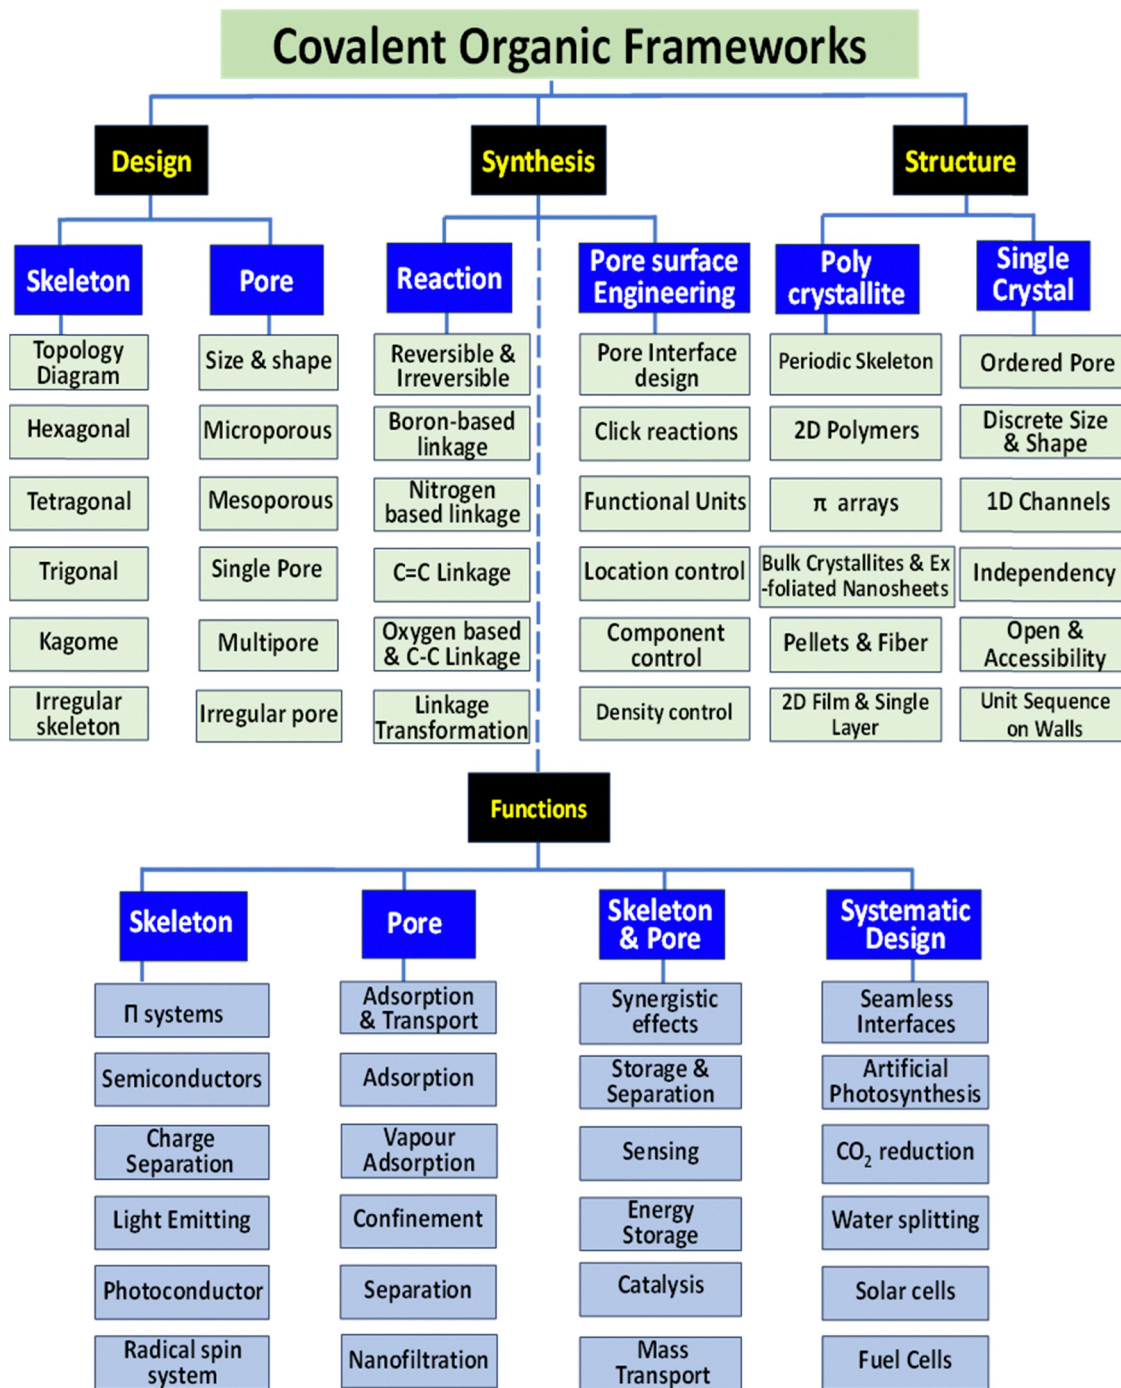 Covalent Organic Frameworks
Design
Synthesis
Structure
Skeleton
Pore
Reaction
Pore surface
Engineering
Poly
crystallite
Single
Crystal
Topology
Diagram
Size & shape
Reversible &
Irreversible
Pore Interface
design
Periodic Skeleton
Ordered Pore
Hexagonal
Microporous
Boron-based
linkage
Click reactions
2D Polymers
Discrete Size
& Shape
Tetragonal
Mesoporous
Nitrogen
based linkage
Functional Units
π arrays
1D Channels
Trigonal
Single Pore
C=C Linkage
Location control
Bulk Crystallites & Ex
-foliated Nanosheets
Independency
Kagome
Multipore
Oxygen based
& C-C Linkage
Component
control
Pellets & Fiber
Open &
Accessibility
Irregular
skeleton
Irregular pore
Linkage
Transformation
Density control
2D Film & Single
Layer
Unit Sequence
on Walls
Functions
Skeleton
Pore
Skeleton
& Pore
Systematic
Design
Π systems
Adsorption
& Transport
Synergistic
effects
Seamless
Interfaces
Semiconductors
Adsorption
Storage &
Separation
Artificial
Photosynthesis
Charge
Separation
Vapour
Adsorption
Sensing
CO₂ reduction
Light Emitting
Confinement
Energy
Storage
Water splitting
Photoconductor
Separation
Catalysis
Solar cells
Radical spin
system
Nanofiltration
Mass
Transport
Fuel Cells